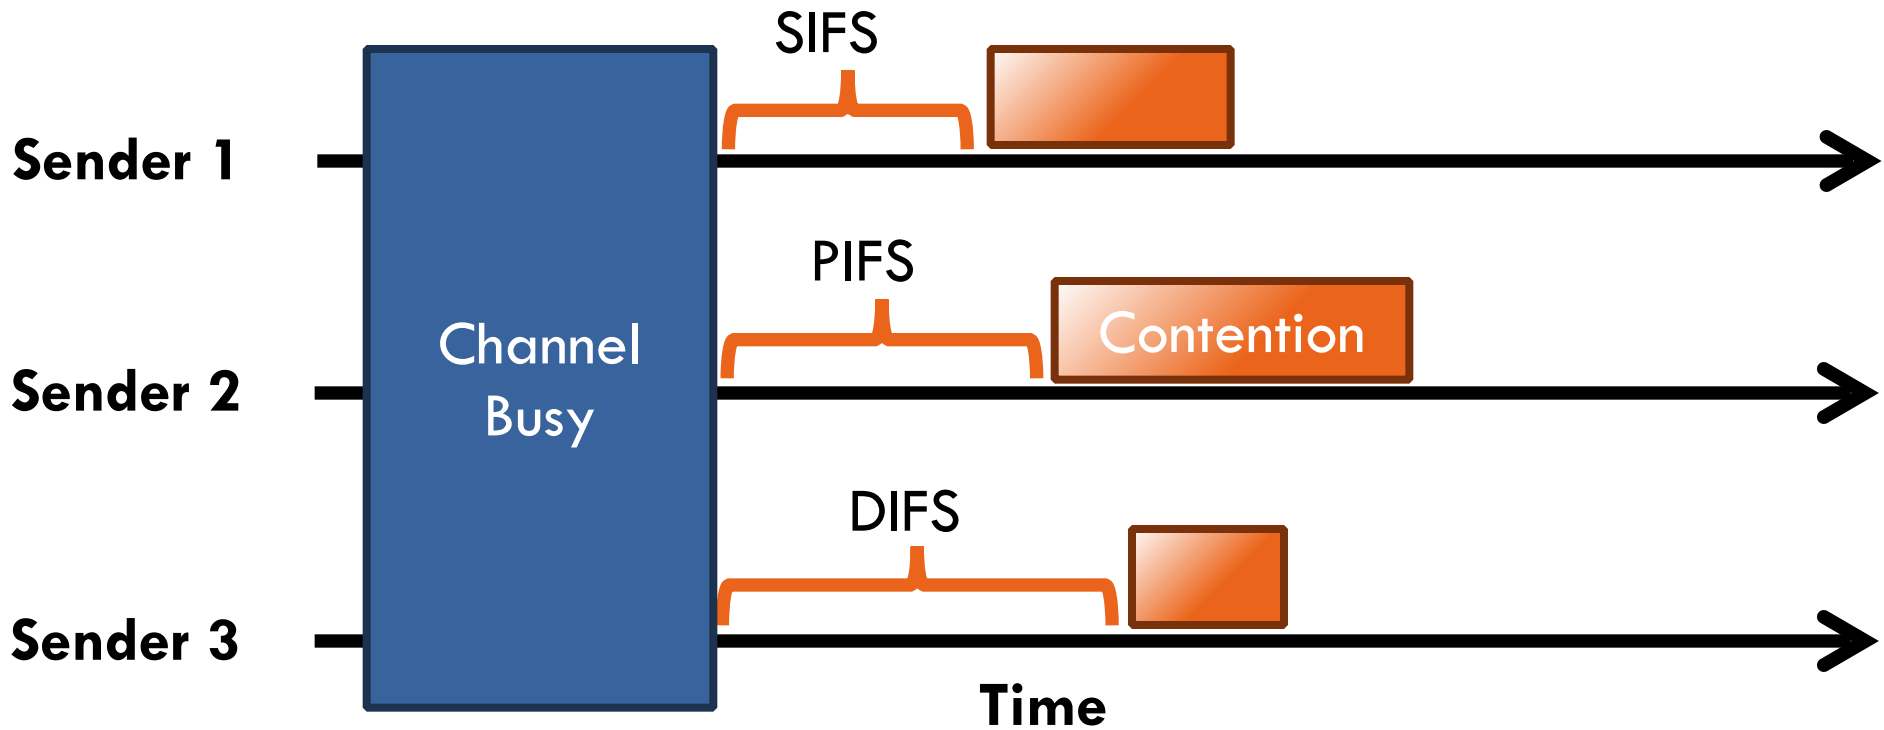 SIFS
Sender 1
PIFS
Channel
Busy
Contention
Sender 2
DIFS
Sender 3
Time